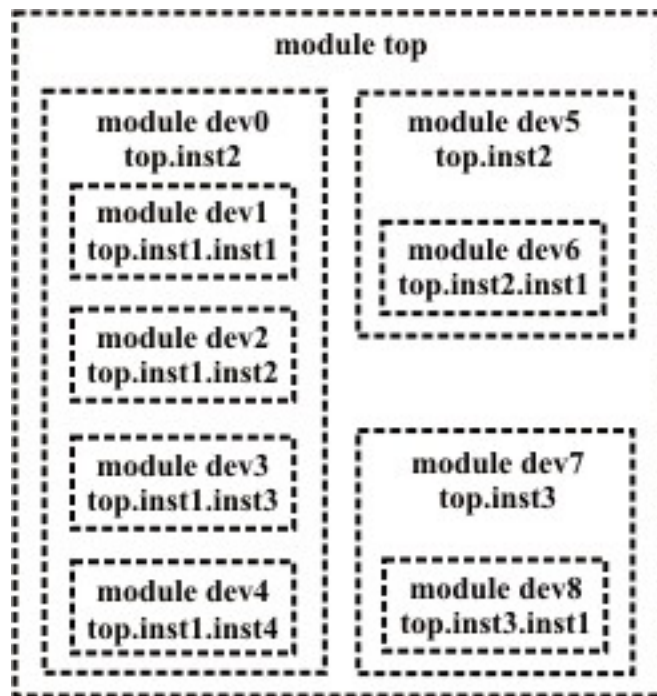 module top
module dev0
top.inst2
module dev1
top.inst1.inst1
module dev2
top.inst1.inst2
module dev3
top.inst1.inst3
module dev4
top.inst1.inst4
module dev5
top.inst2
module dev6
top.inst2.inst1
module dev7
top.inst3
module dev8
top.inst3.inst1